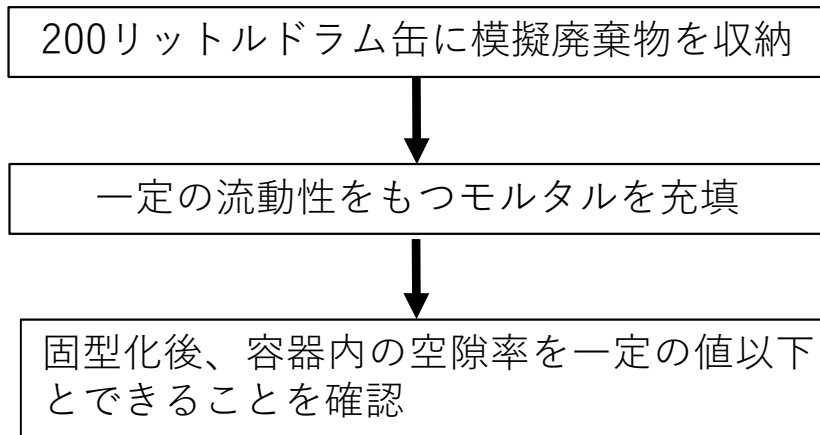 200リットルドラム缶に模擬廃棄物を収納
一定の流動性をもつモルタルを充填
固型化後、容器内の空隙率を一定の値以下
とできることを確認